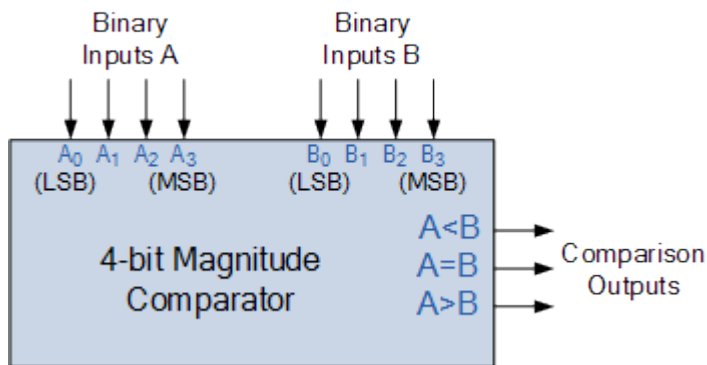 Binary
Inputs A
Binary
Inputs B
A₀ A₁ A₂ A₃
B₀ B₁ B₂ B₃
(LSB) (MSB)
(LSB) (MSB)
4-bit Magnitude
Comparator
A<B
A=B
A>B
Comparison
Outputs